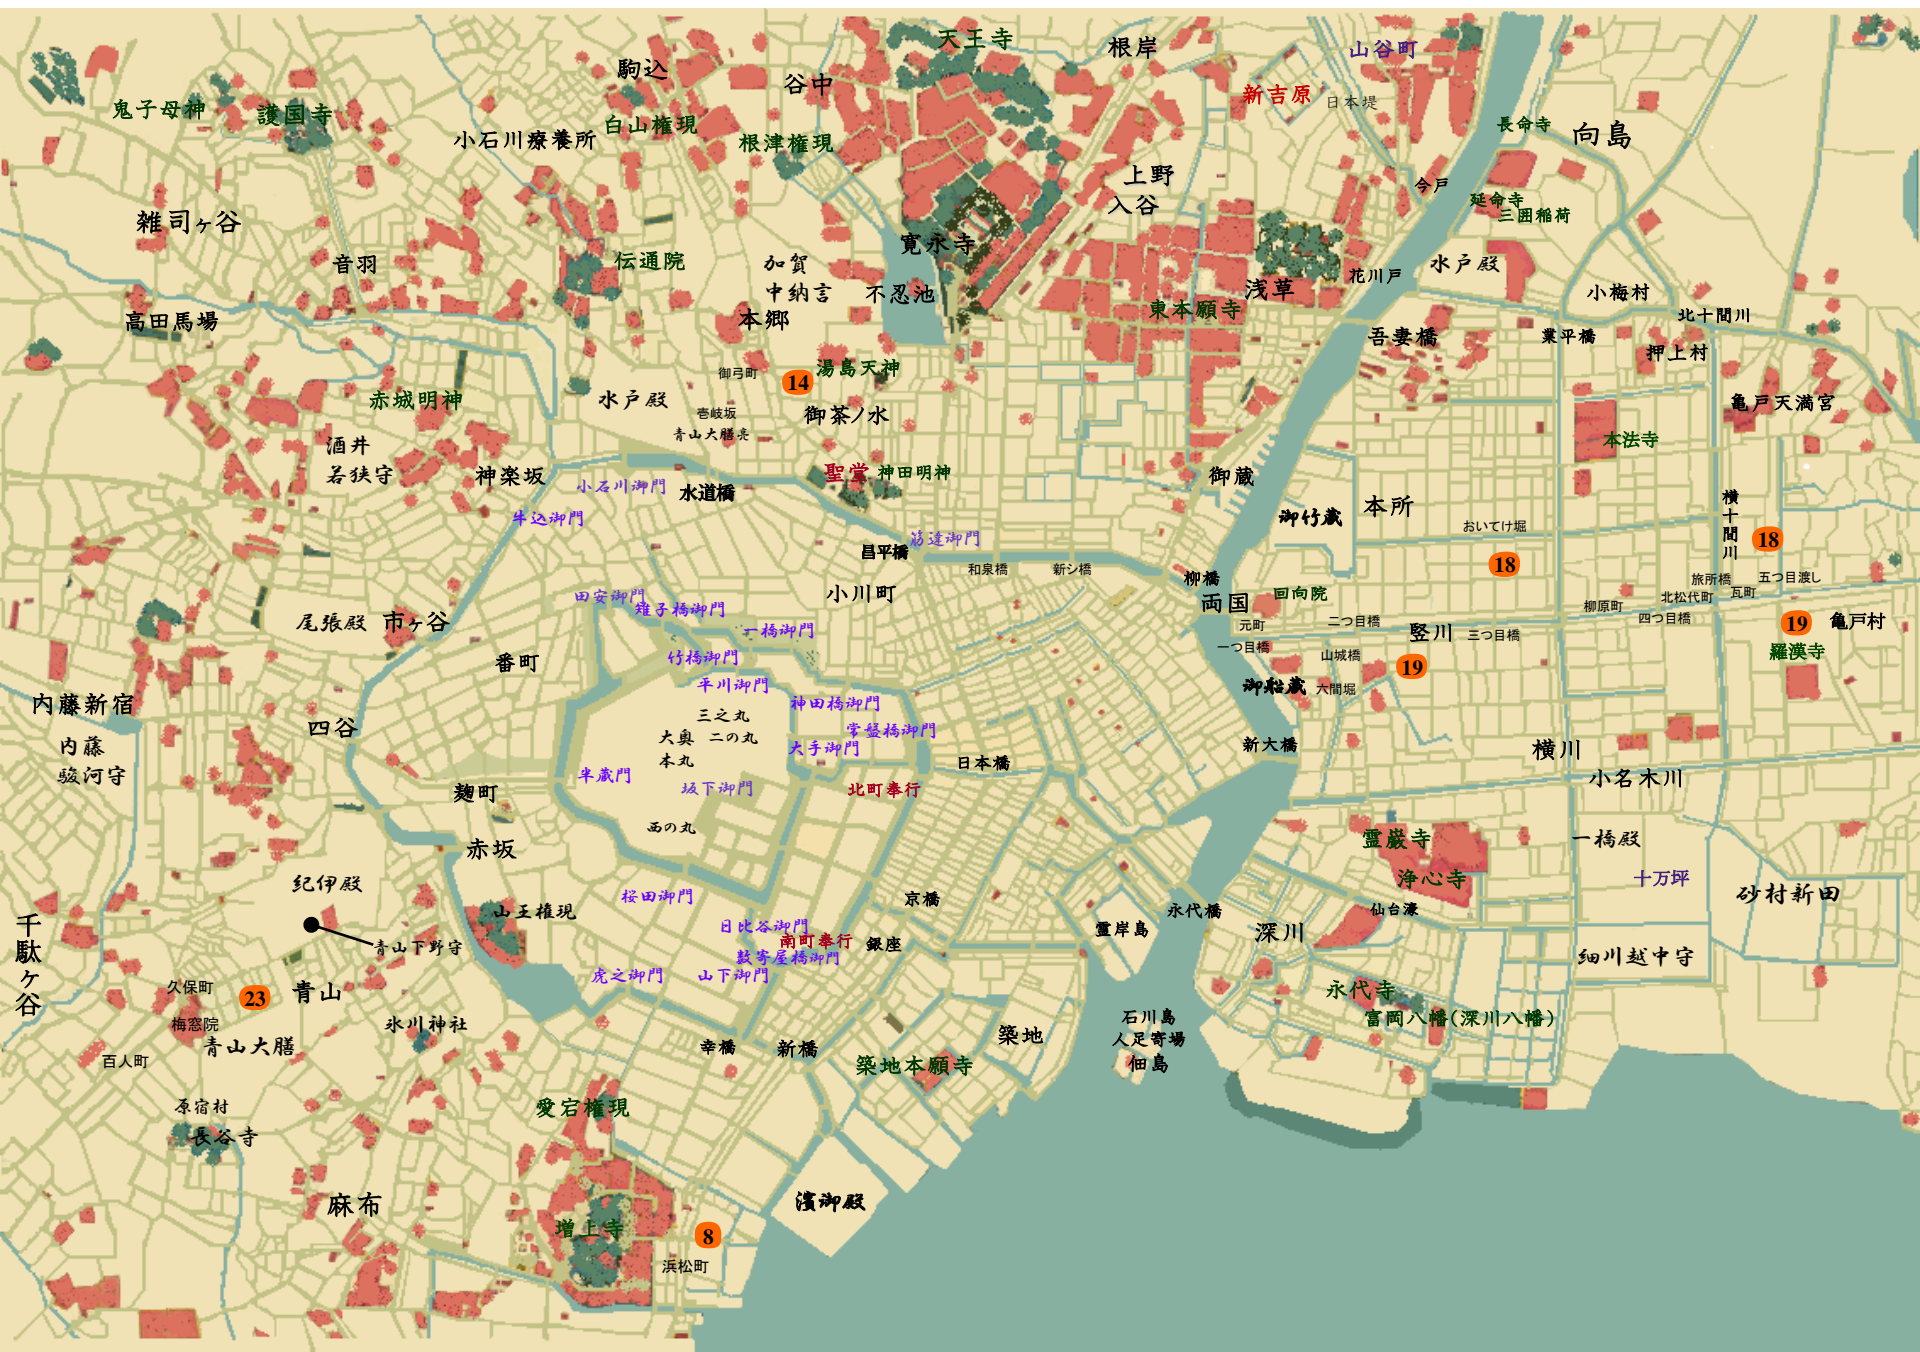 天王寺
根岸
山谷町
駒込
谷中
新吉原
日本堤
鬼子母神
護国寺
白山権現
小石川療養所
根津権現
長命寺
向島
上野
入谷
今戸
延命寺
三囲稲荷
雑司ヶ谷
音羽
伝通院
加賀
中納言
寛永寺
不忍池
浅草
花川戸
水戸殿
小梅村
高田馬場
本郷
東本願寺
吾妻橋
業平橋
北十間川
押上村
御弓町
14
湯島天神
赤城明神
水戸殿
壱岐坂
青山大膳亮
御茶ノ水
亀戸天満宮
本法寺
酒井
若狭守
神楽坂
小石川御門
水道橋
聖堂
神田明神
御蔵
御竹蔵
本所
おいてけ堀
横十間川
18
牛込御門
昌平橋
筋違御門
和泉橋
新シ橋
柳橋
18
両国
回向院
旅所橋
五つ目渡し
北松代町
瓦町
柳原町
四つ目橋
19
亀戸村
羅漢寺
小川町
田安御門
雉子橋御門
一橋御門
竹橋御門
平川御門
元町
一つ目橋
二つ目橋
竪川
三つ目橋
山城橋
19
御船蔵
六間堀
尾張殿
市ヶ谷
番町
神田橋御門
三之丸
常盤橋御門
大奥
二の丸
大手御門
本丸
内藤新宿
内藤
駿河守
四谷
半蔵門
坂下御門
北町奉行
日本橋
新大橋
横川
小名木川
麹町
西の丸
赤坂
霊巌寺
浄心寺
一橋殿
十万坪
砂村新田
紀伊殿
山王権現
桜田御門
京橋
永代橋
仙台濠
千駄ヶ谷
青山下野守
日比谷御門
南町奉行
銀座
霊岸島
深川
数寄屋橋御門
虎之御門
山下御門
細川越中守
久保町
23
青山
永代寺
梅窓院
青山大膳
氷川神社
富岡八幡(深川八幡)
石川島
人足寄場
佃島
百人町
幸橋
新橋
築地
築地本願寺
原宿村
長谷寺
愛宕権現
麻布
濱御殿
増上寺
8
浜松町